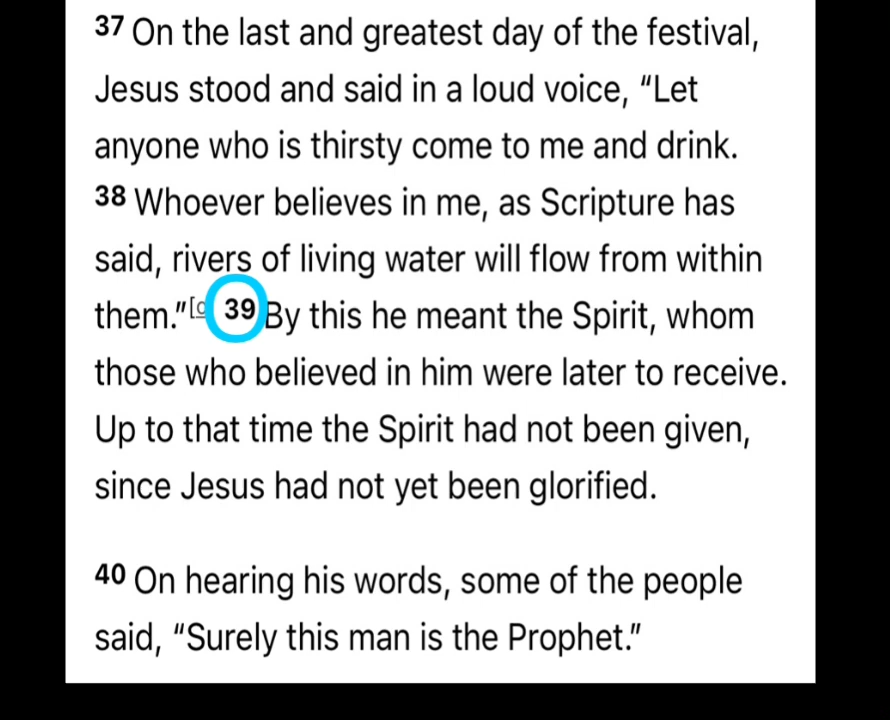 37 On the last and greatest day of the festival,
Jesus stood and said in a loud voice, “Let
anyone who is thirsty come to me and drink.
38 Whoever believes in me, as Scripture has
said, rivers of living water will flow from within
them.”[c 39 By this he meant the Spirit, whom
those who believed in him were later to receive.
Up to that time the Spirit had not been given,
since Jesus had not yet been glorified.
40 On hearing his words, some of the people
said, “Surely this man is the Prophet.”